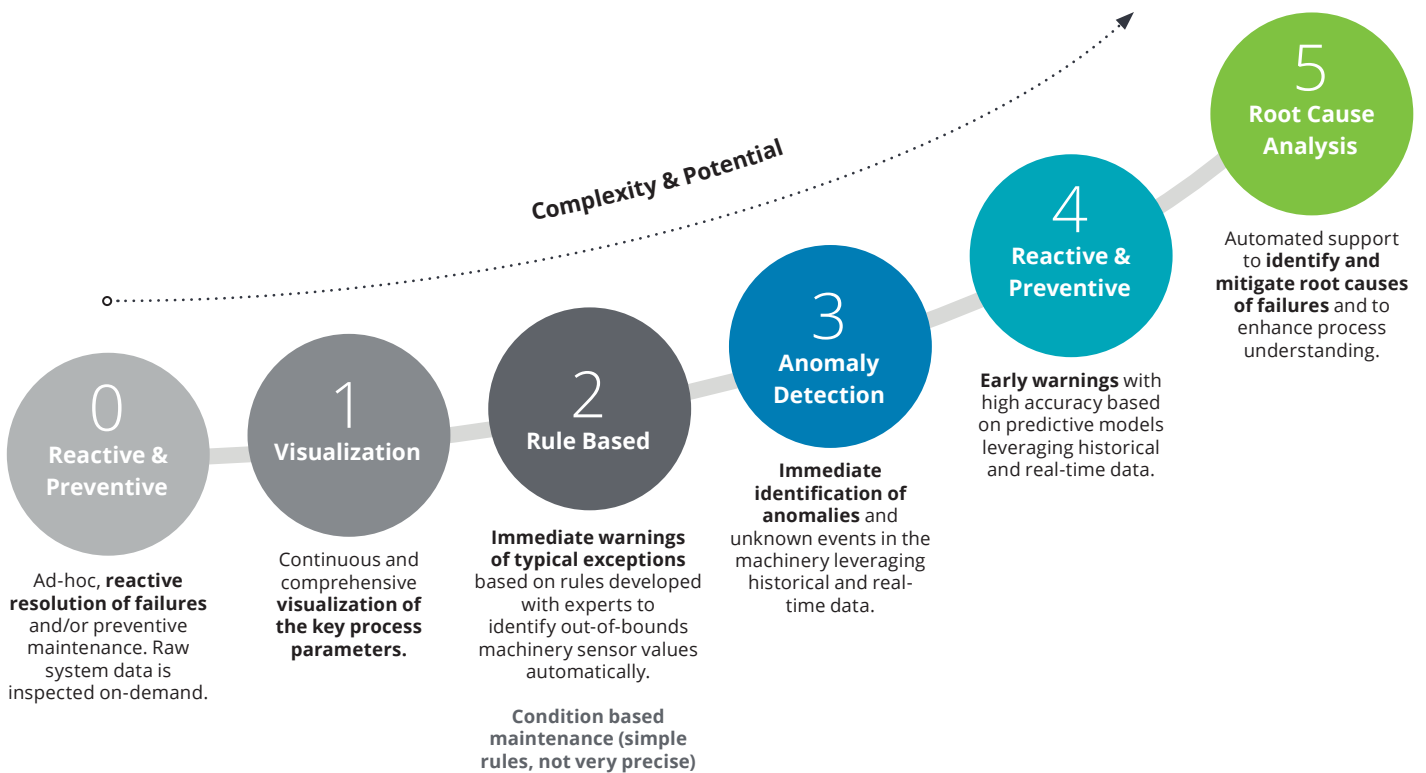 Complexity & Potential
0
Reactive &
Preventive
Ad-hoc, reactive
resolution of failures
and/or preventive
maintenance. Raw
system data is
inspected on-demand.
1
Visualization
Continuous and
comprehensive
visualization of
the key process
parameters.
2
Rule Based
Immediate warnings
of typical exceptions
based on rules developed
with experts to
identify out-of-bounds
machinery sensor values
automatically.
Condition based
maintenance (simple
rules, not very precise)
3
Anomaly
Detection
Immediate
identification of
anomalies and
unknown events in the
machinery leveraging
historical and real-
time data.
4
Reactive &
Preventive
Early warnings with
high accuracy based
on predictive models
leveraging historical
and real-time data.
5
Root Cause
Analysis
Automated support
to identify and
mitigate root causes
of failures and to
enhance process
understanding.